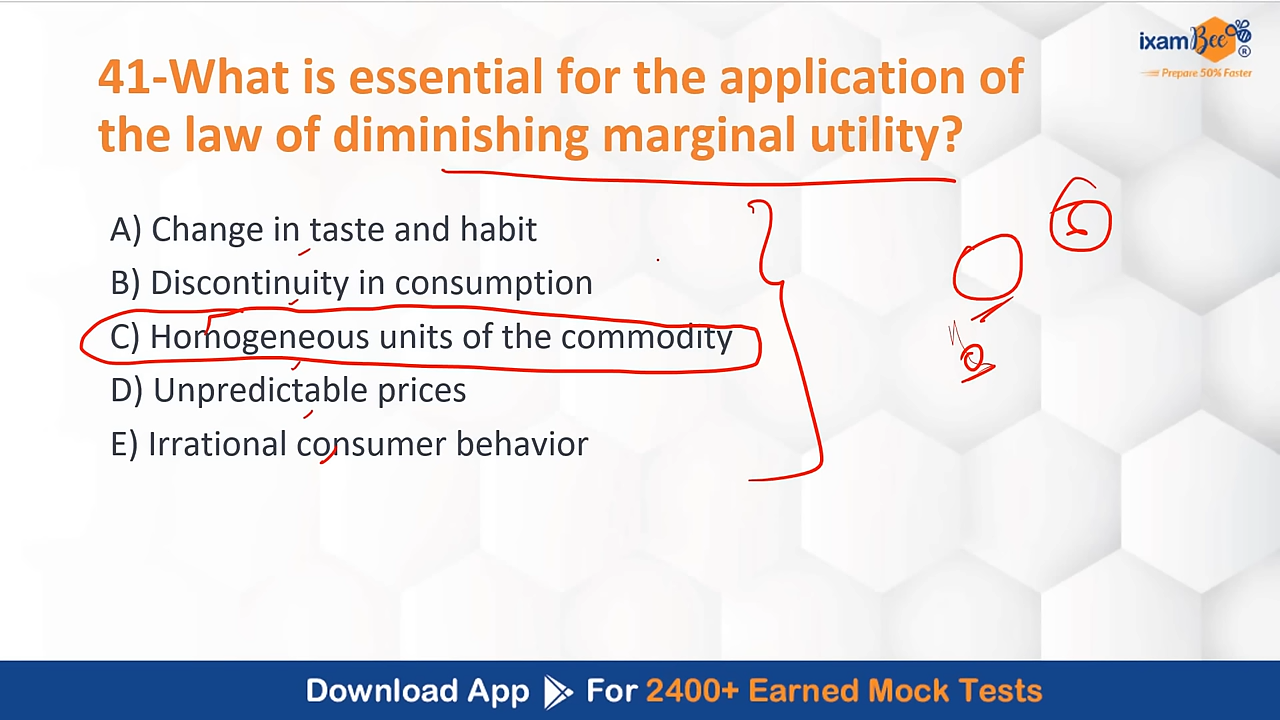 ixamBee®
Prepare 50% Faster
41-What is essential for the application of
the law of diminishing marginal utility?
A) Change in taste and habit
B) Discontinuity in consumption
C) Homogeneous units of the commodity
D) Unpredictable prices
E) Irrational consumer behavior
Download App For 2400+ Earned Mock Tests